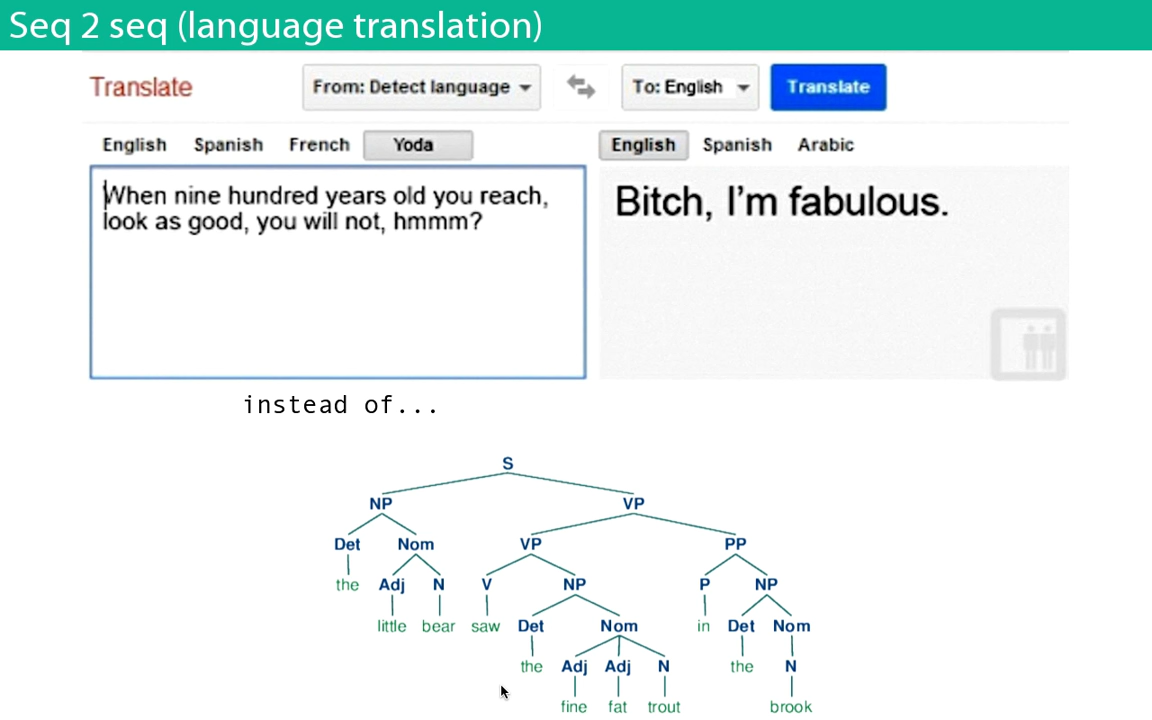 Seq 2 seq (language translation)
Translate
From: Detect language
To: English
Translate
English Spanish French Yoda
English Spanish Arabic
When nine hundred years old you reach,
look as good, you will not, hmmm?
Bitch, I’m fabulous.
instead of...
S
NP VP
Det Nom VP PP
the Adj N V NP P NP
little bear saw Det Nom in Det Nom
the Adj Adj N the N
fine fat trout brook